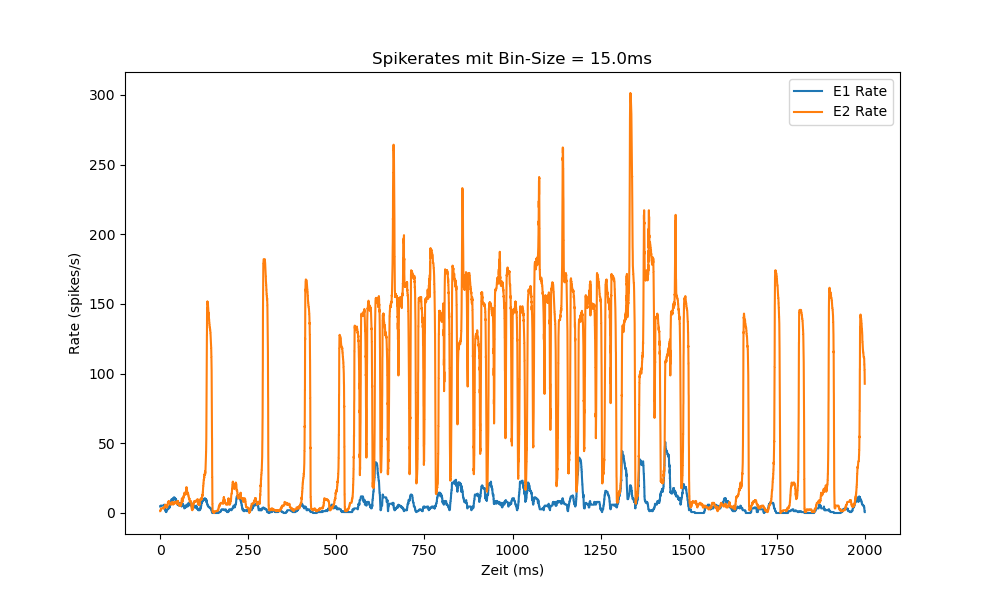 Spikerates mit Bin-Size = 15.0ms
E1 Rate
E2 Rate
300
250
200
150
100
50
0
Rate (spikes/s)
0 250 500 750 1000 1250 1500 1750 2000
Zeit (ms)